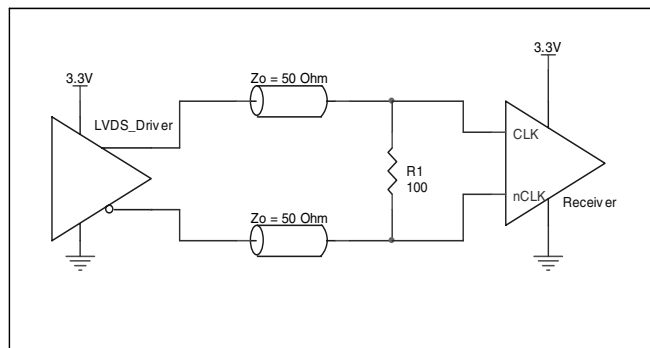 3.3V
3.3V
Zo = 50 Ohm
LVDS_Driver
CLK
R1
100
nCLK
Receiver
Zo = 50 Ohm